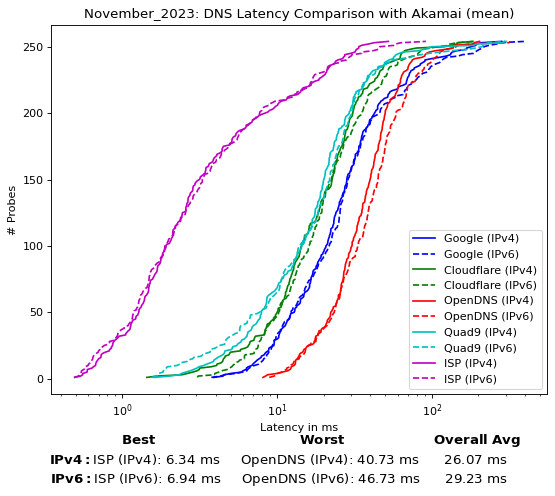 November_2023: DNS Latency Comparison with Akamai (mean)
250
200
150
100
50
0
# Probes
10⁰
10¹
10²
Latency in ms
Google (IPv4)
Google (IPv6)
Cloudflare (IPv4)
Cloudflare (IPv6)
OpenDNS (IPv4)
OpenDNS (IPv6)
Quad9 (IPv4)
Quad9 (IPv6)
ISP (IPv4)
ISP (IPv6)
Best Worst Overall Avg
IPv4: ISP (IPv4): 6.34 ms OpenDNS (IPv4): 40.73 ms 26.07 ms
IPv6: ISP (IPv6): 6.94 ms OpenDNS (IPv6): 46.73 ms 29.23 ms